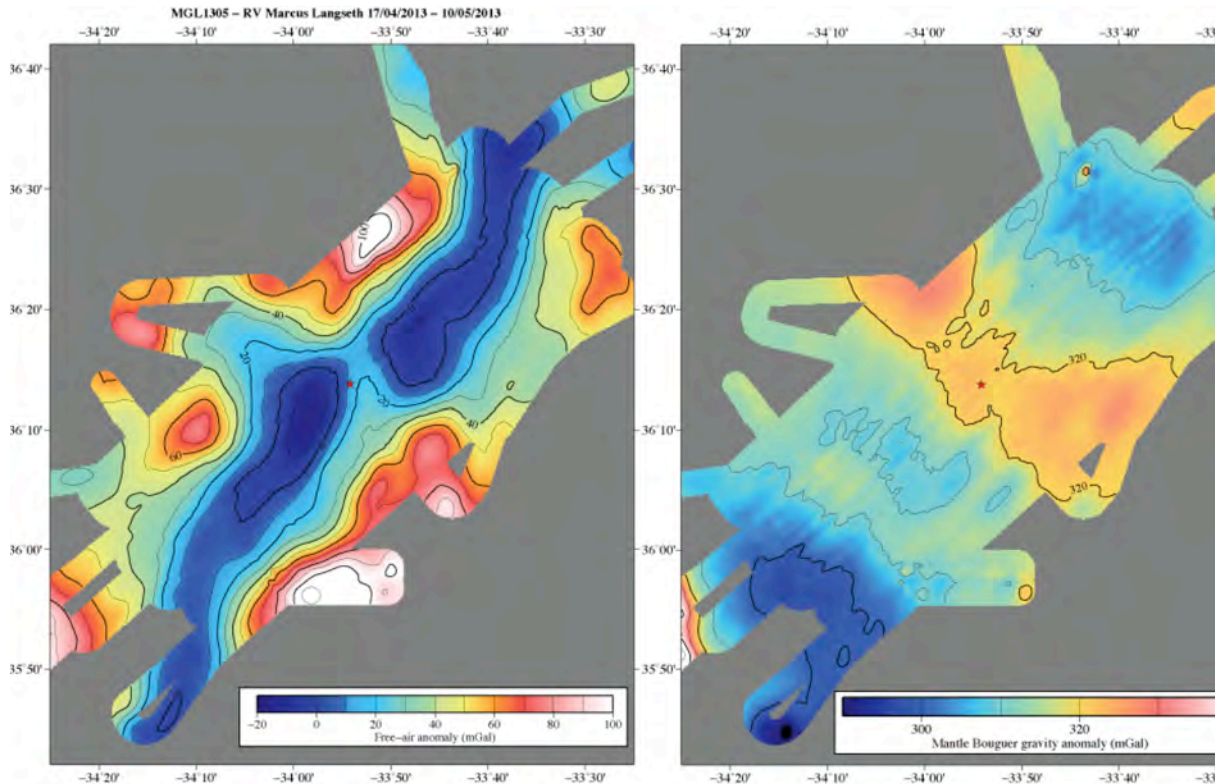 MGL1305 – RV Marcus Langseth 17/04/2013 – 10/05/2013
−34˚20' −34˚10' −34˚00' −33˚50' −33˚40' −33˚30'
−34˚20' −34˚10' −34˚00' −33˚50' −33˚40'
36˚40' 36˚40'
36˚30' 36˚30'
100
36˚20' 36˚20'
40
20
0
320
20
36˚10' 40 36˚10'
60
320
36˚00' 36˚00'
35˚50' 35˚50'
−20 0 20 40 60 80 100
Free−air anomaly (mGal)
300 320
Mantle Bouguer gravity anomaly (mGal)
−34˚20' −34˚10' −34˚00' −33˚50' −33˚40' −33˚30'
−34˚20' −34˚10' −34˚00' −33˚50' −33˚40'